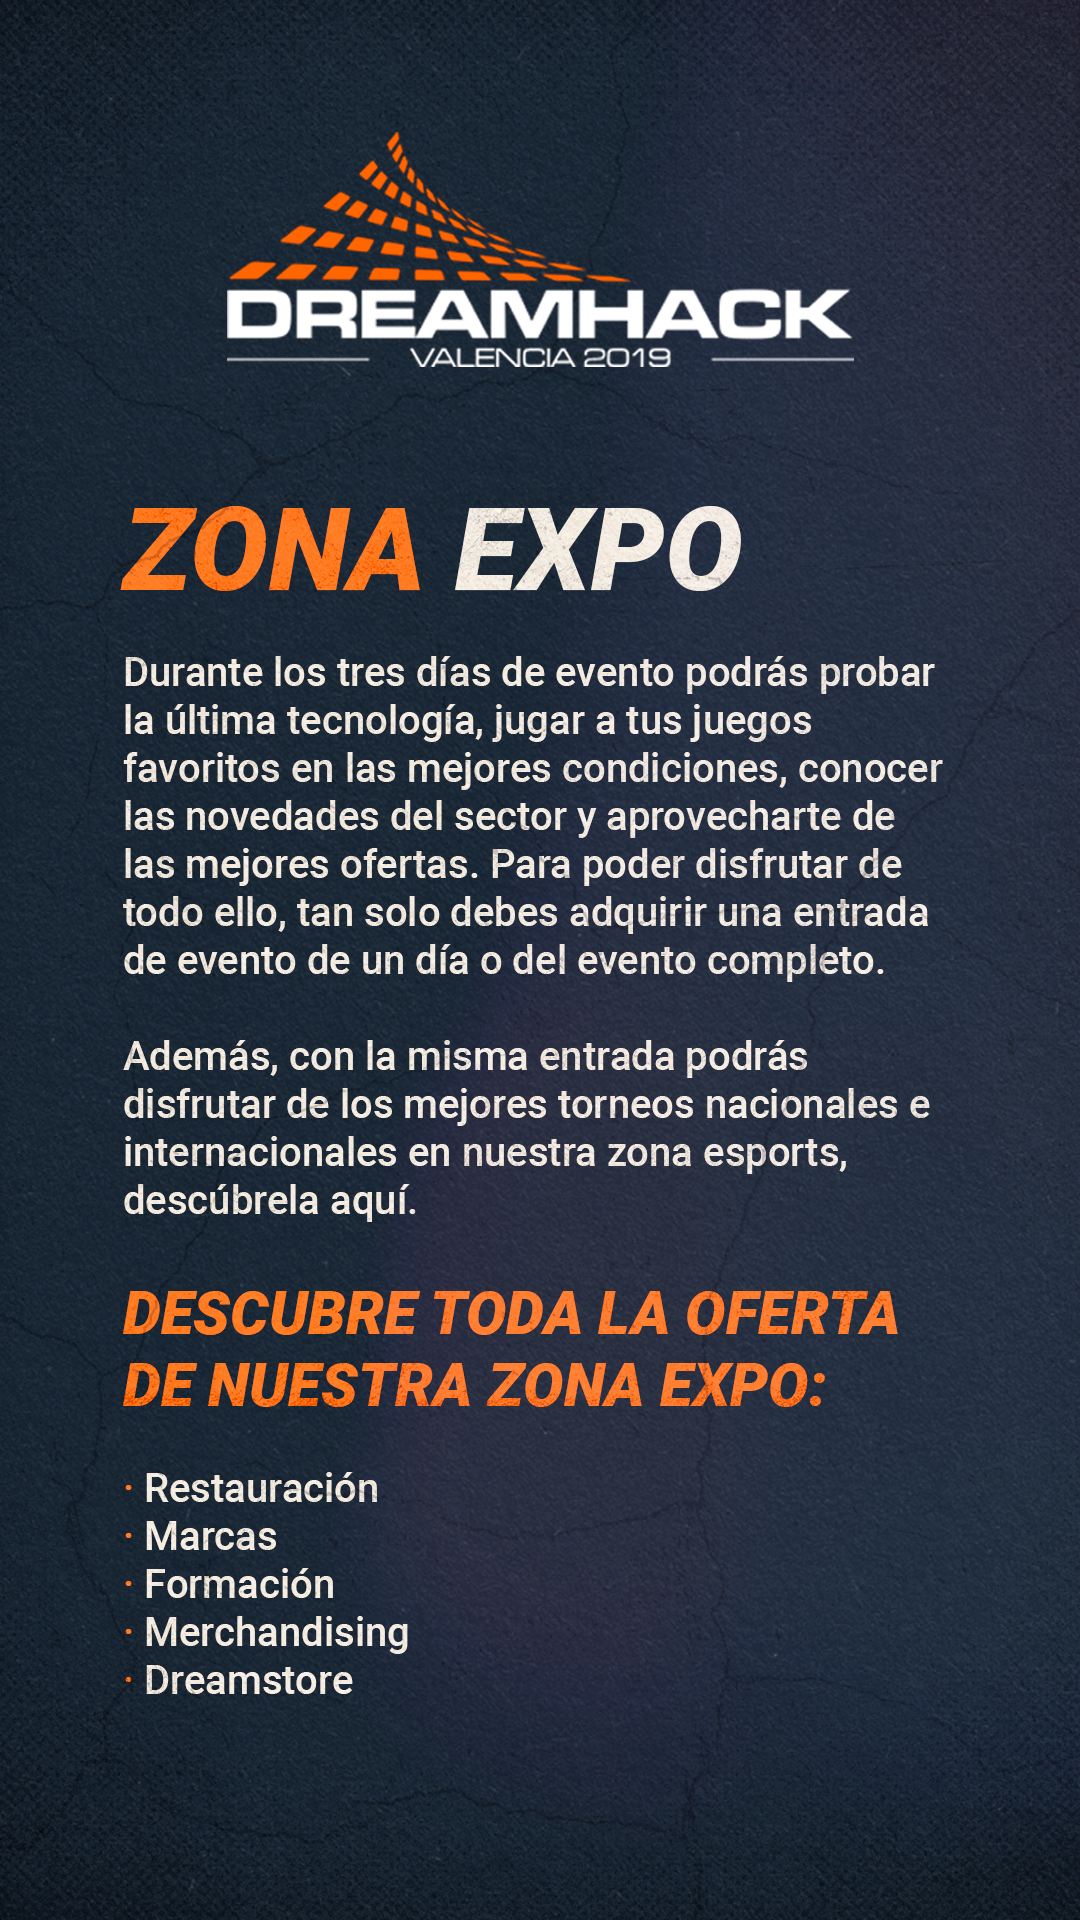 DREAMHACK
VALENCIA 2019
ZONA EXPO
Durante los tres días de evento podrás probar
la última tecnología, jugar a tus juegos
favoritos en las mejores condiciones, conocer
las novedades del sector y aprovecharte de
las mejores ofertas. Para poder disfrutar de
todo ello, tan solo debes adquirir una entrada
de evento de un día o del evento completo.
Además, con la misma entrada podrás
disfrutar de los mejores torneos nacionales e
internacionales en nuestra zona esports,
descúbrela aquí.
DESCUBRE TODA LA OFERTA
DE NUESTRA ZONA EXPO:
· Restauración
· Marcas
· Formación
· Merchandising
· Dreamstore